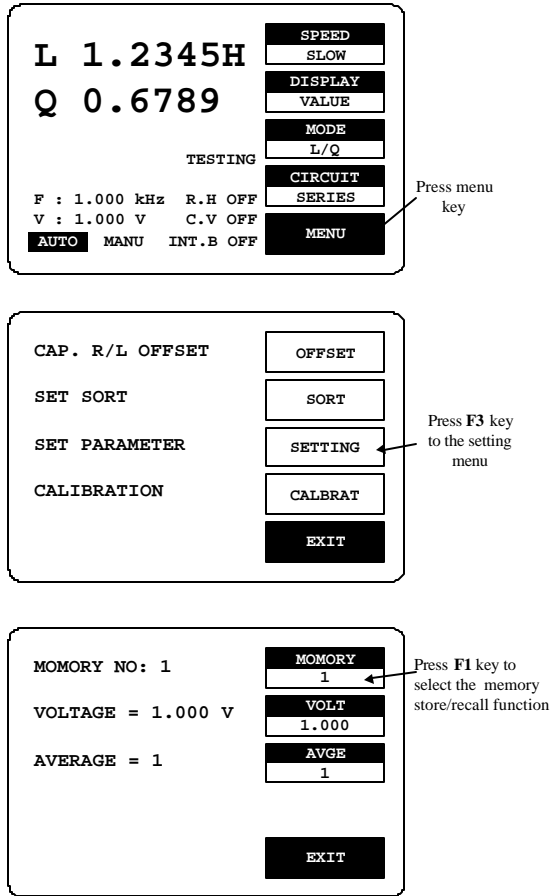 L 1.2345H
Q 0.6789
TESTING
F : 1.000 kHz R.H OFF
V : 1.000 V C.V OFF
AUTO MANU INT.B OFF
SPEED
SLOW
DISPLAY
VALUE
MODE
L/Q
CIRCUIT
SERIES
MENU
Press menu
key
CAP. R/L OFFSET
OFFSET
SET SORT
SORT
SET PARAMETER
SETTING
CALIBRATION
CALBRAT
EXIT
Press F3 key
to the setting
menu
MOMORY NO: 1
MOMORY
1
VOLTAGE = 1.000 V
VOLT
1.000
AVERAGE = 1
AVGE
1
EXIT
Press F1 key to
select the memory
store/recall function